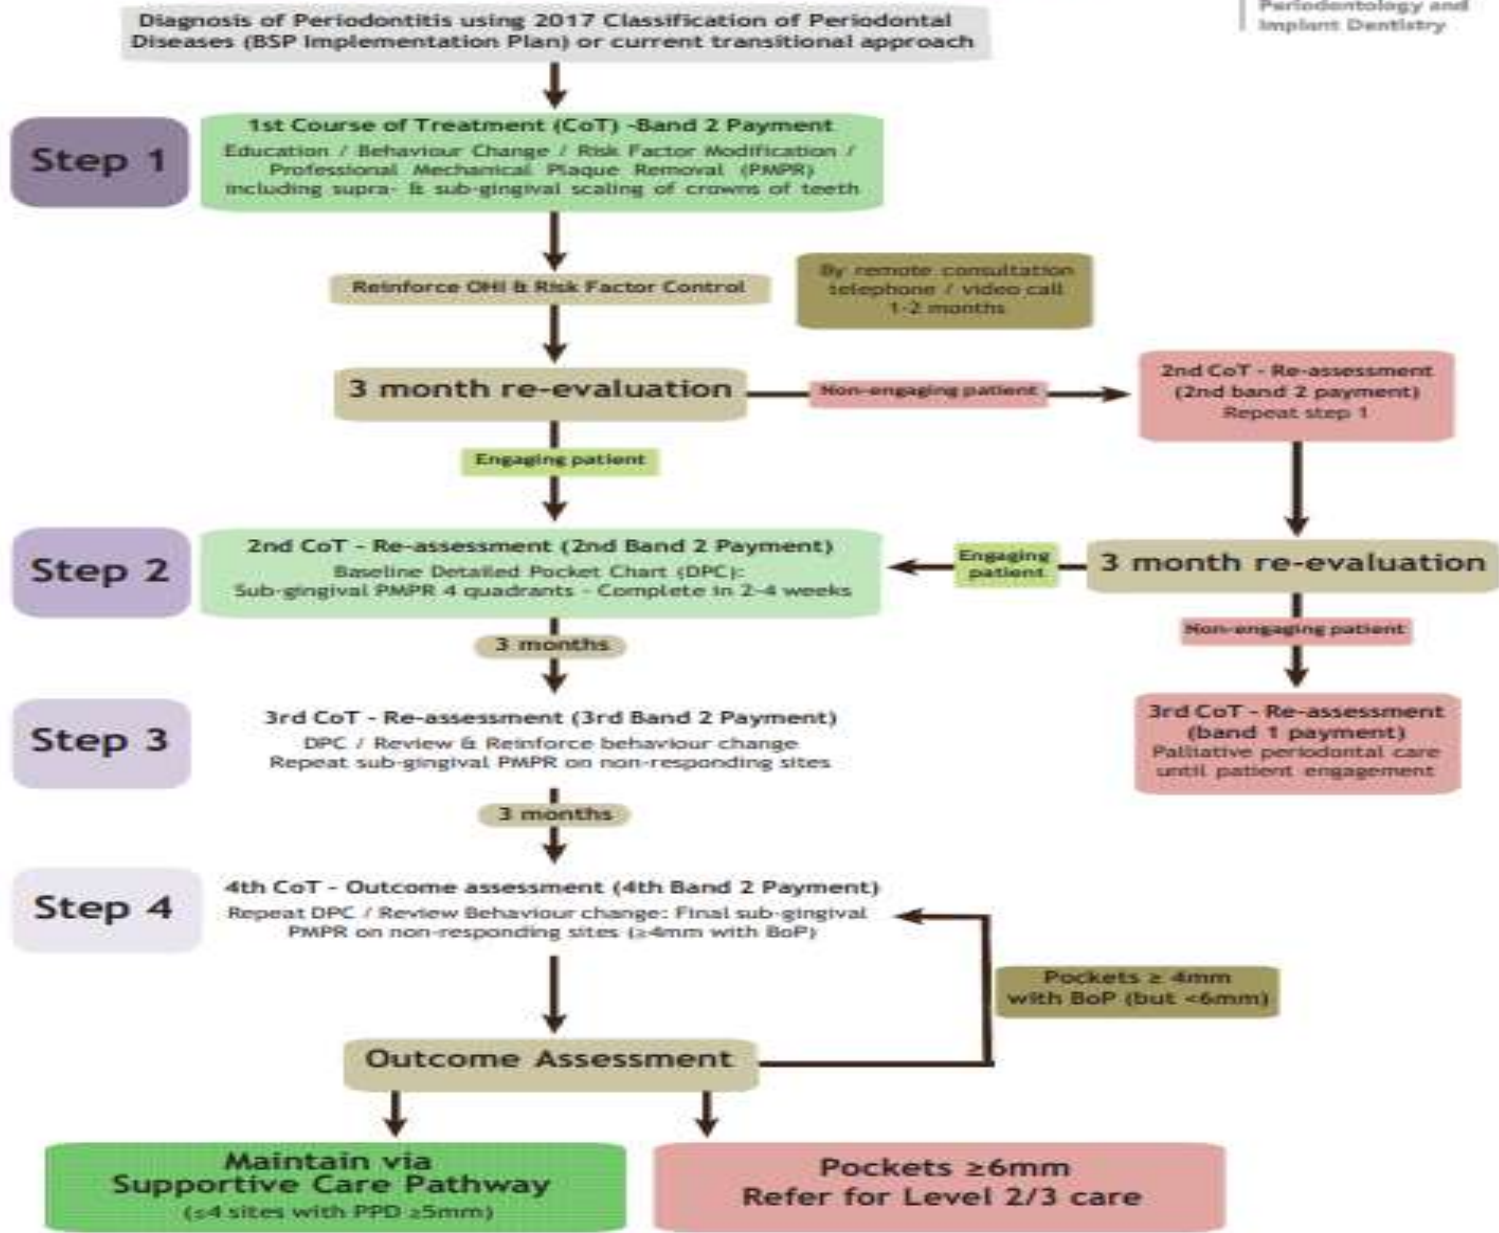 Periodontology and
Implant Dentistry
Diagnosis of Periodontitis using 2017 Classification of Periodontal
Diseases (BSP Implementation Plan) or current transitional approach
Step 1
1st Course of Treatment (CoT) -Band 2 Payment
Education / Behaviour Change / Risk Factor Modification /
Professional Mechanical Plaque Removal (PMPR)
including supra- & sub-gingival scaling of crowns of teeth
Reinforce OHI & Risk Factor Control
By remote consultation
telephone / video call
1-2 months
3 month re-evaluation
Non-engaging patient
2nd CoT - Re-assessment
(2nd band 2 payment)
Repeat step 1
Engaging patient
Step 2
2nd CoT - Re-assessment (2nd Band 2 Payment)
Baseline Detailed Pocket Chart (DPC):
Sub-gingival PMPR 4 quadrants - Complete in 2-4 weeks
Engaging
patient
3 month re-evaluation
Non-engaging patient
3 months
Step 3
3rd CoT - Re-assessment (3rd Band 2 Payment)
DPC / Review & Reinforce behaviour change
Repeat sub-gingival PMPR on non-responding sites
3rd CoT - Re-assessment
(band 1 payment)
Palliative periodontal care
until patient engagement
3 months
Step 4
4th CoT - Outcome assessment (4th Band 2 Payment)
Repeat DPC / Review Behaviour change: Final sub-gingival
PMPR on non-responding sites (≥4mm with BoP)
Pockets ≥ 4mm
with BoP (but <6mm)
Outcome Assessment
Maintain via
Supportive Care Pathway
(≤4 sites with PPD ≥5mm)
Pockets ≥6mm
Refer for Level 2/3 care